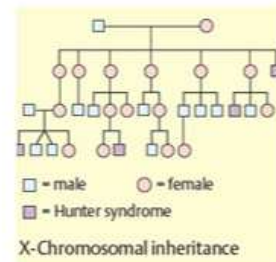 = male = female
= Hunter syndrome
X-Chromosomal inheritance